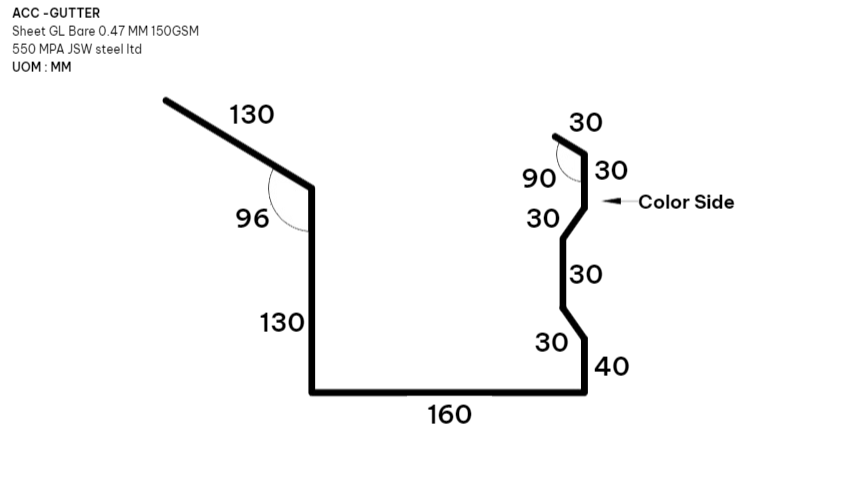 ACC -GUTTER
Sheet GL Bare 0.47 MM 150GSM
550 MPA JSW steel ltd
UOM : MM
130
30
90
30
Color Side
96
30
30
130
30
40
160